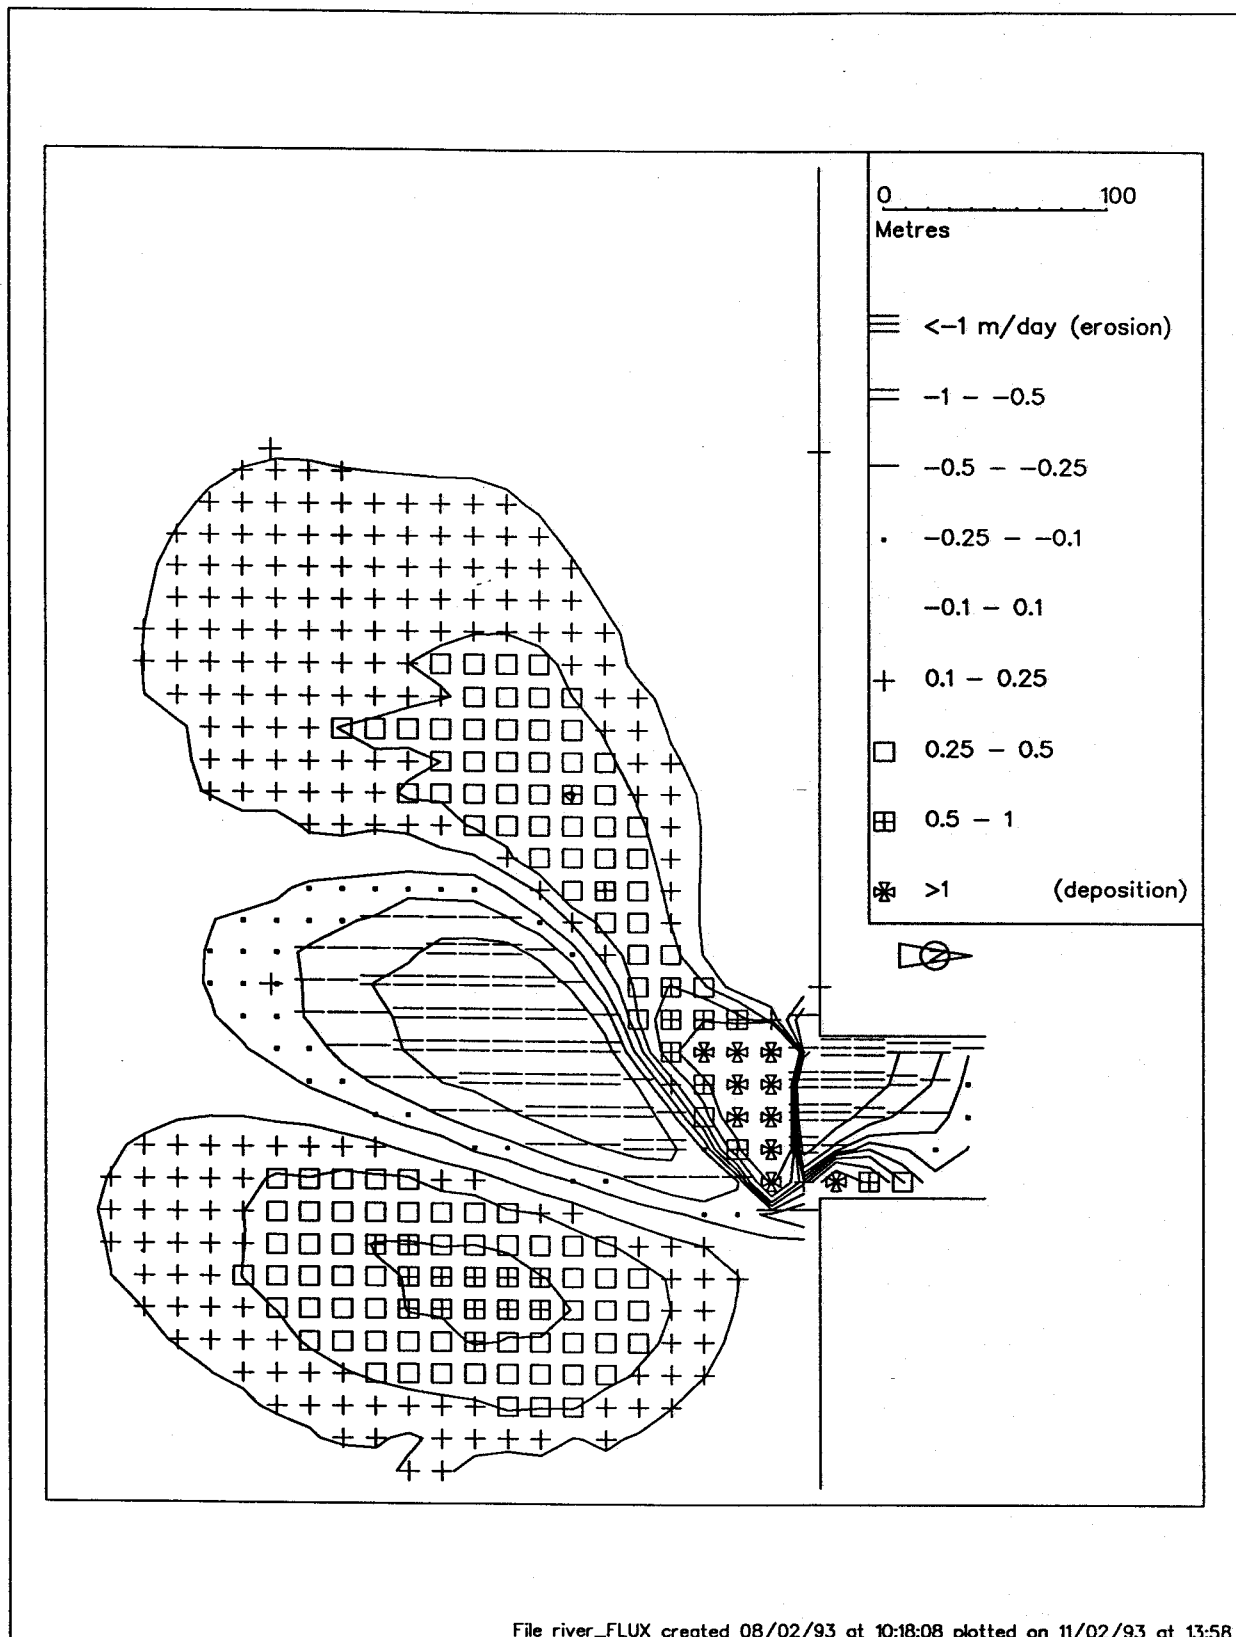 0 100
Metres
<-1 m/day (erosion)
-1 - -0.5
-0.5 - -0.25
-0.25 - -0.1
-0.1 - 0.1
0.1 - 0.25
0.25 - 0.5
0.5 - 1
>1 (deposition)
N
File river_FLUX created 08/02/93 at 10:18:08 plotted on 11/02/93 at 13:58